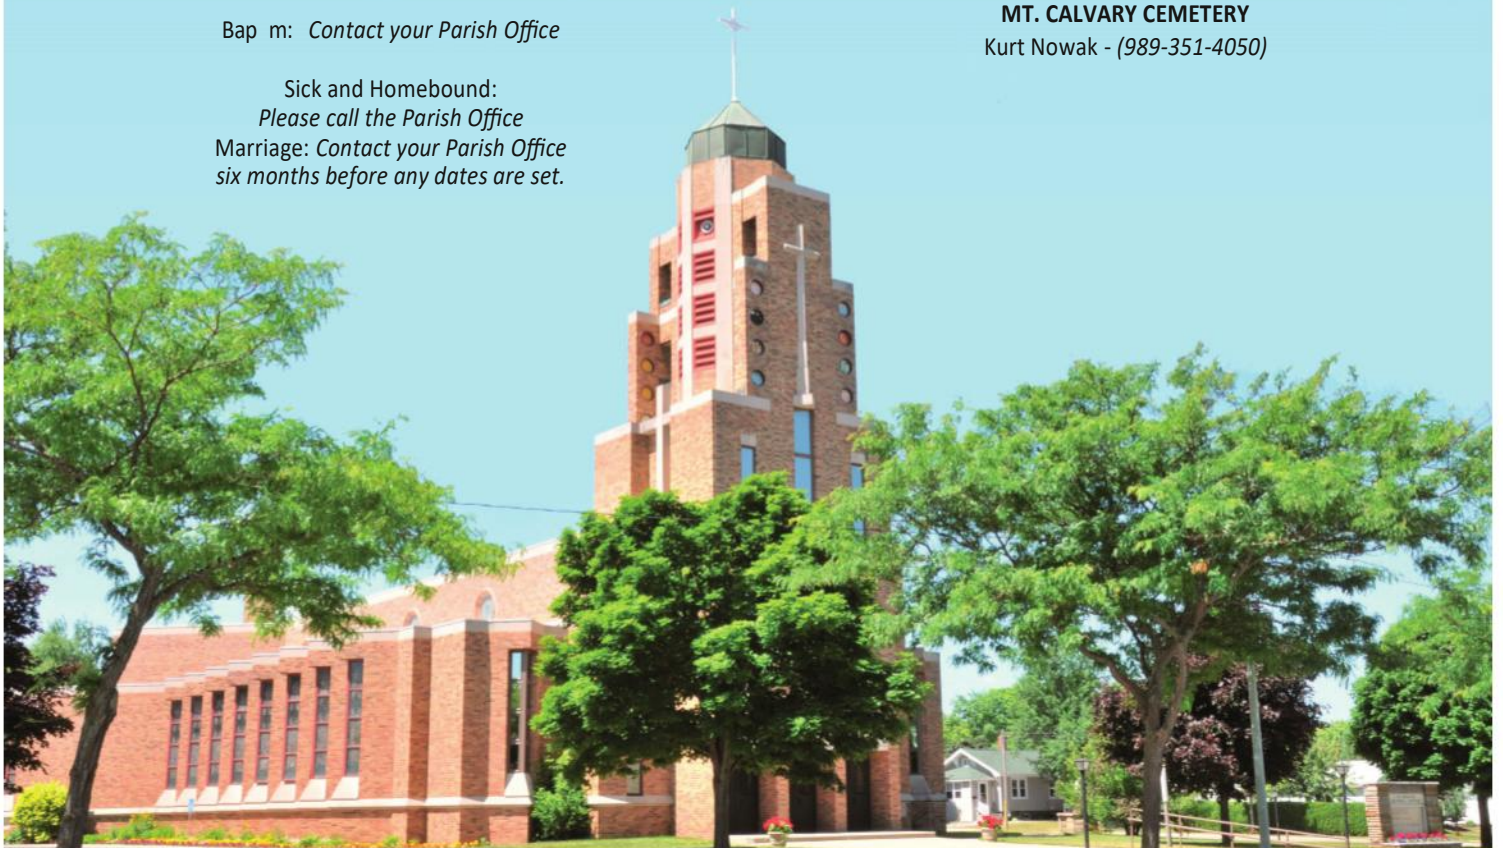 Bap m: Contact your Parish Office
Sick and Homebound:
Please call the Parish Office
Marriage: Contact your Parish Office
six months before any dates are set.
MT. CALVARY CEMETERY
Kurt Nowak - (989-351-4050)